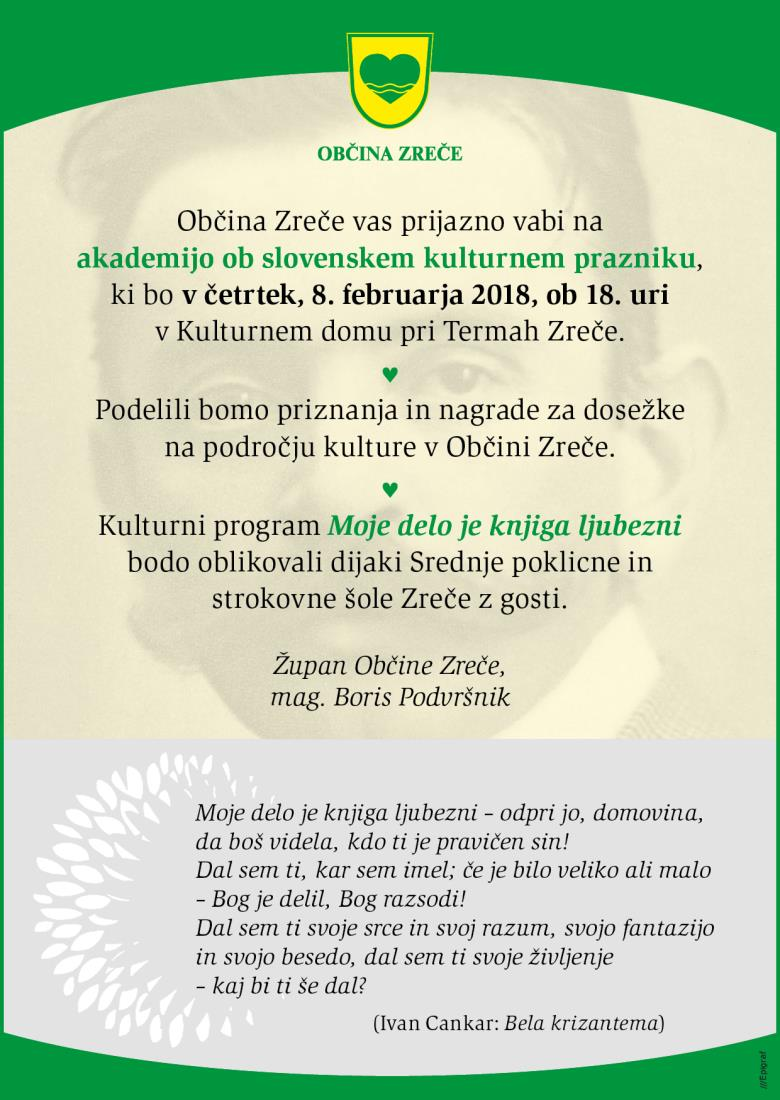 OBČINA ZREČE
Občina Zreče vas prijazno vabi na
akademijo ob slovenskem kulturnem prazniku,
ki bo v četrtek, 8. februarja 2018, ob 18. uri
v Kulturnem domu pri Termah Zreče.
♥
Podelili bomo priznanja in nagrade za dosežke
na področju kulture v Občini Zreče.
♥
Kulturni program Moje delo je knjiga ljubezni
bodo oblikovali dijaki Srednje poklicne in
strokovne šole Zreče z gosti.
Župan Občine Zreče,
mag. Boris Podvršnik
Moje delo je knjiga ljubezni – odpri jo, domovina,
da boš videla, kdo ti je pravičen sin!
Dal sem ti, kar sem imel; če je bilo veliko ali malo
– Bog je delil, Bog razsodi!
Dal sem ti svoje srce in svoj razum, svojo fantazijo
in svojo besedo, dal sem ti svoje življenje
– kaj bi ti še dal?
(Ivan Cankar: Bela krizantema)
///Epigraf